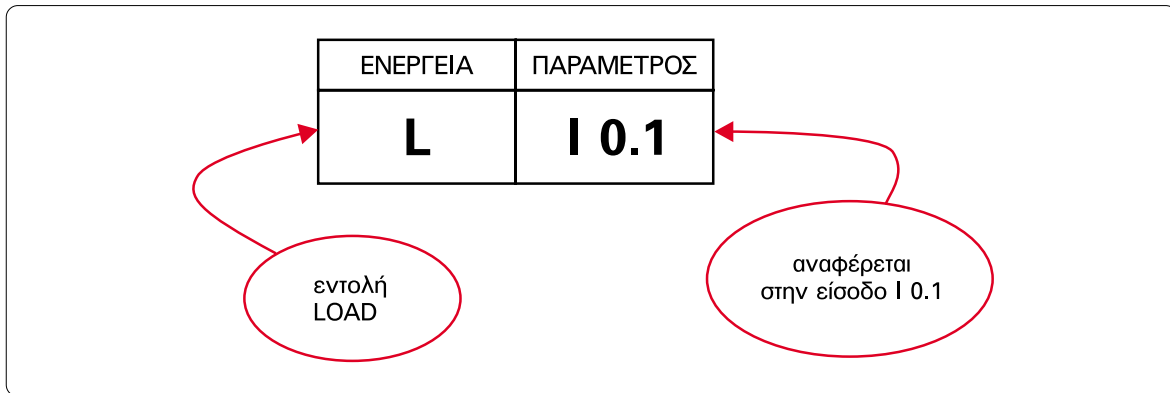 ΕΝΕΡΓΕΙΑ ΠΑΡΑΜΕΤΡΟΣ
L I 0.1
εντολή
LOAD
αναφέρεται
στην είσοδο I 0.1